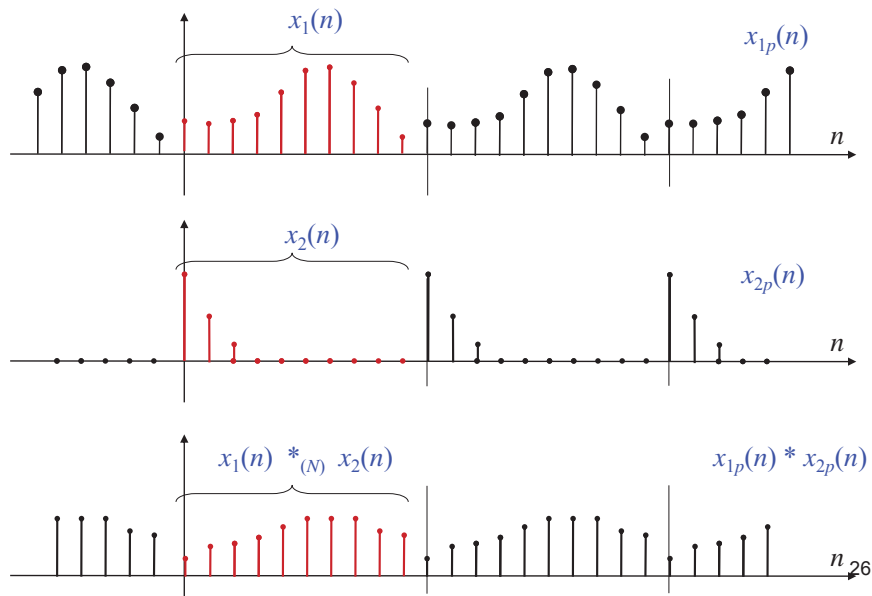 x₁(n)
x₁ₚ(n)
n
x₂(n)
x₂ₚ(n)
n
x₁(n) *₍N₎ x₂(n)
x₁ₚ(n) * x₂ₚ(n)
n
26